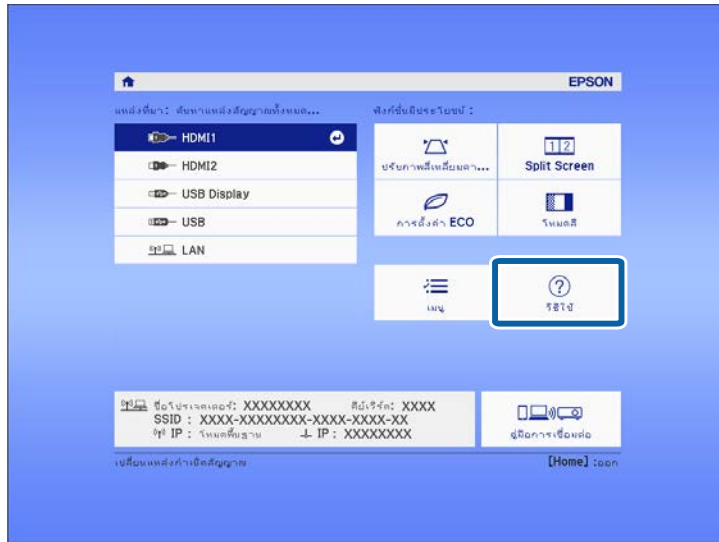 EPSON
แหล่งที่มา: ค้นหาแหล่งสัญญาณทั้งหมด...
ฟังก์ชั่นมีประโยชน์ :
HDMI1
HDMI2
USB Display
USB
LAN
ปรับภาพสี่เหลี่ยมคา...
1 2
Split Screen
การตั้งค่า ECO
โหมดสี
เมนู
?
วิธีใช้
ชื่อโปรเจคเตอร์: XXXXXXXX คีย์เวิร์ด: XXXX
SSID : XXXX-XXXXXXXX-XXXX-XXXX-XX
IP : โหมดพื้นฐาน IP : XXXXXXXX
คู่มือการเชื่อมต่อ
เปลี่ยนแหล่งกำเนิดสัญญาณ
[Home] :ออก